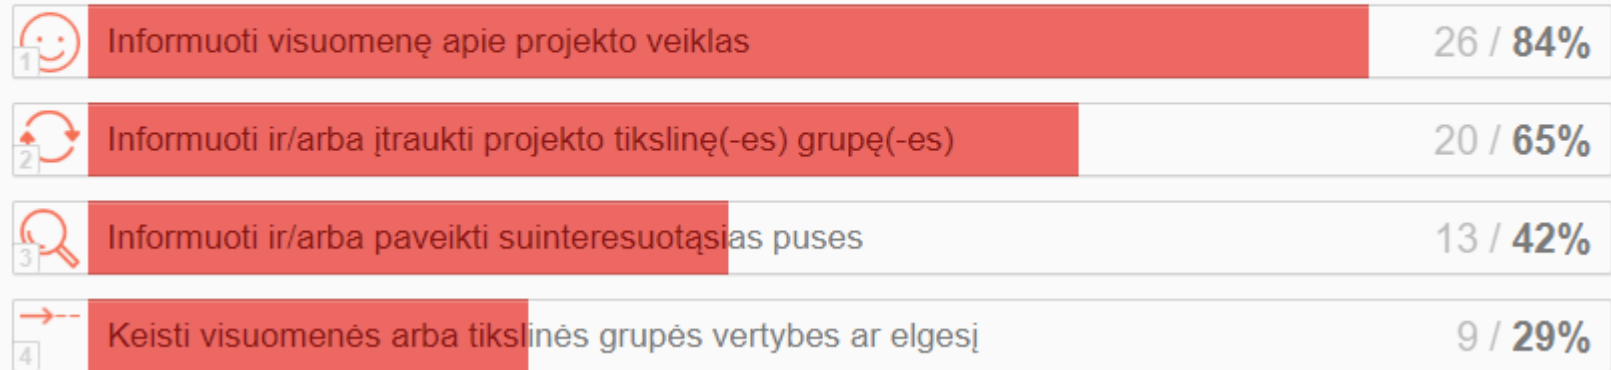 1 Informuoti visuomenę apie projekto veiklas 26 / 84%
2 Informuoti ir/arba įtraukti projekto tikslinę(-es) grupę(-es) 20 / 65%
3 Informuoti ir/arba paveikti suinteresuotąsias puses 13 / 42%
4 Keisti visuomenės arba tikslinės grupės vertybes ar elgesį 9 / 29%